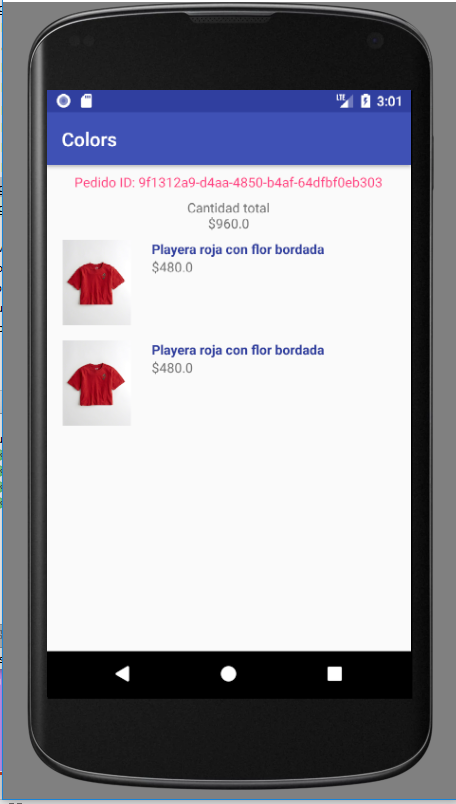 LTE 3:01
Colors
Pedido ID: 9f1312a9-d4aa-4850-b4af-64dfbf0eb303
Cantidad total
$960.0
Playera roja con flor bordada
$480.0
Playera roja con flor bordada
$480.0